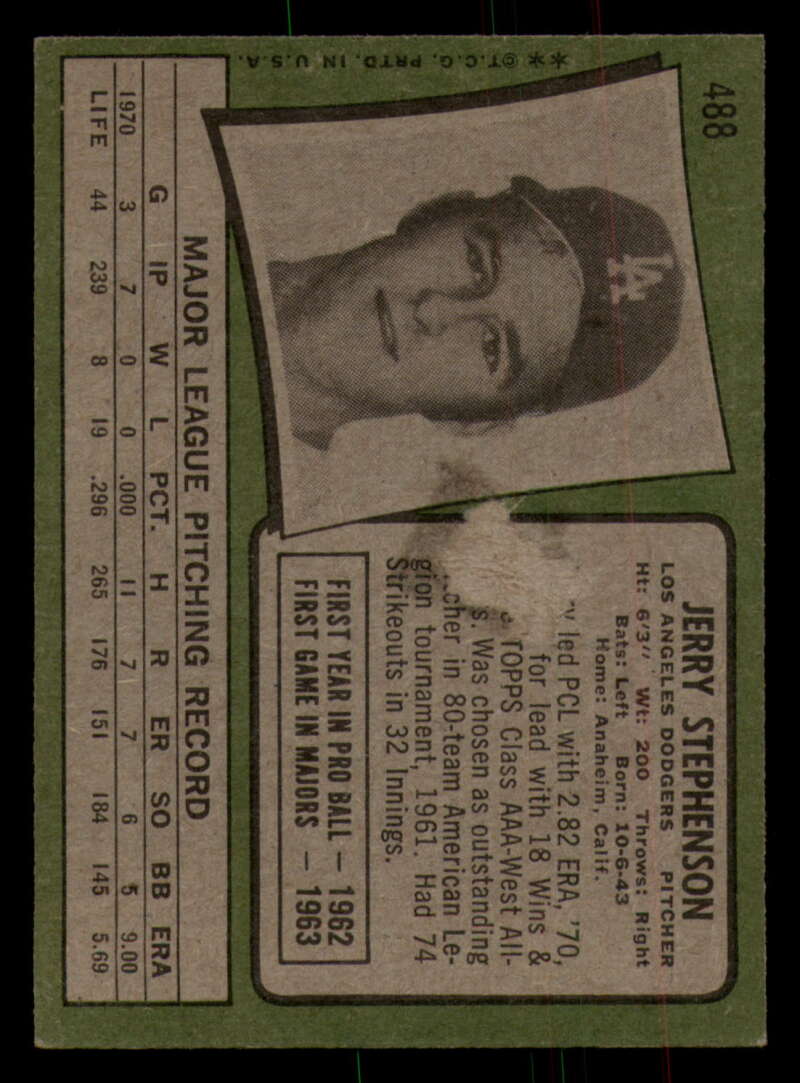 488
LA
JERRY STEPHENSON
LOS ANGELES DODGERS PITCHER
Ht: 6'3" Wt: 200 Throws: Right
Bats: Left Born: 10-6-43
Home: Anaheim, Calif.
led PCL with 2.82 ERA, '70,
for lead with 18 Wins &
TOPPS Class AAA-West All-
s. Was chosen as outstanding
cher in 80-team American Le-
gion tournament, 1961. Had 74
Strikeouts in 32 Innings.
FIRST YEAR IN PRO BALL — 1962
FIRST GAME IN MAJORS — 1963
MAJOR LEAGUE PITCHING RECORD
G IP W L PCT. H R ER SO BB ERA
1970 3 7 0 0 .000 11 7 7 6 5 9.00
LIFE 44 239 8 19 .296 265 176 151 184 145 5.69
**©T.C.G. PRTD. IN U.S.A.